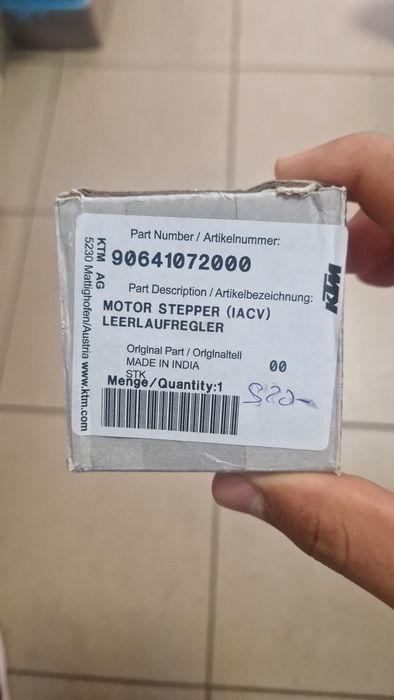 Part Number / Artikelnummer:
90641072000
Part Description / Artikelbezeichnung:
MOTOR STEPPER (IACV)
LEERLAUFREGLER
Original Part / Originalteil
MADE IN INDIA
00
STK
Menge/Quantity:1
KTM AG
5230 Mattighofen/Austria www.ktm.com
KTM